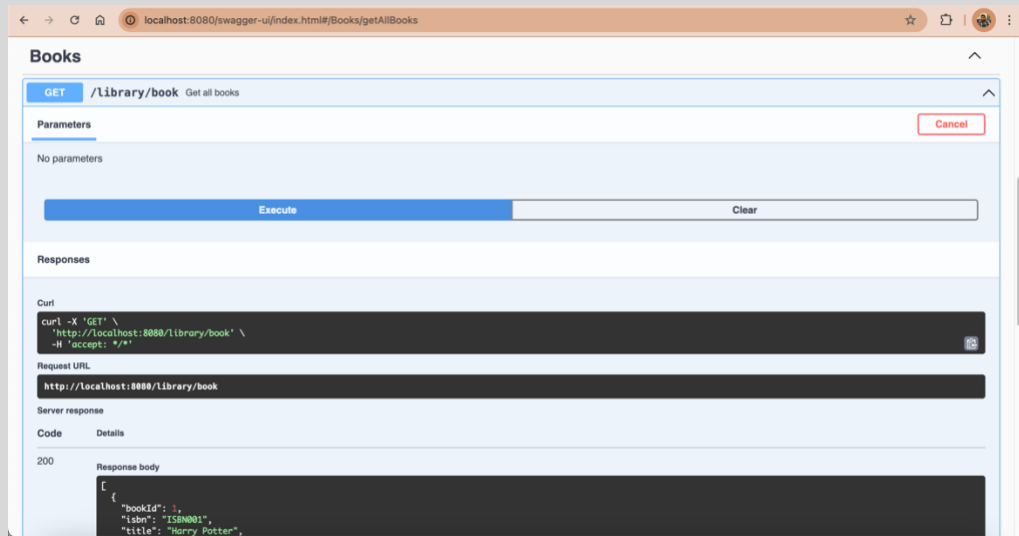 localhost:8080/swagger-ui/index.html#/Books/getAllBooks
Books
GET /library/book Get all books
Parameters
Cancel
No parameters
Execute
Clear
Responses
Curl
curl -X 'GET' \
'http://localhost:8080/library/book' \
-H 'accept: */*'
Request URL
http://localhost:8080/library/book
Server response
Code Details
200
Response body
[
{
"bookId": 1,
"isbn": "ISBN001",
"title": "Harry Potter",